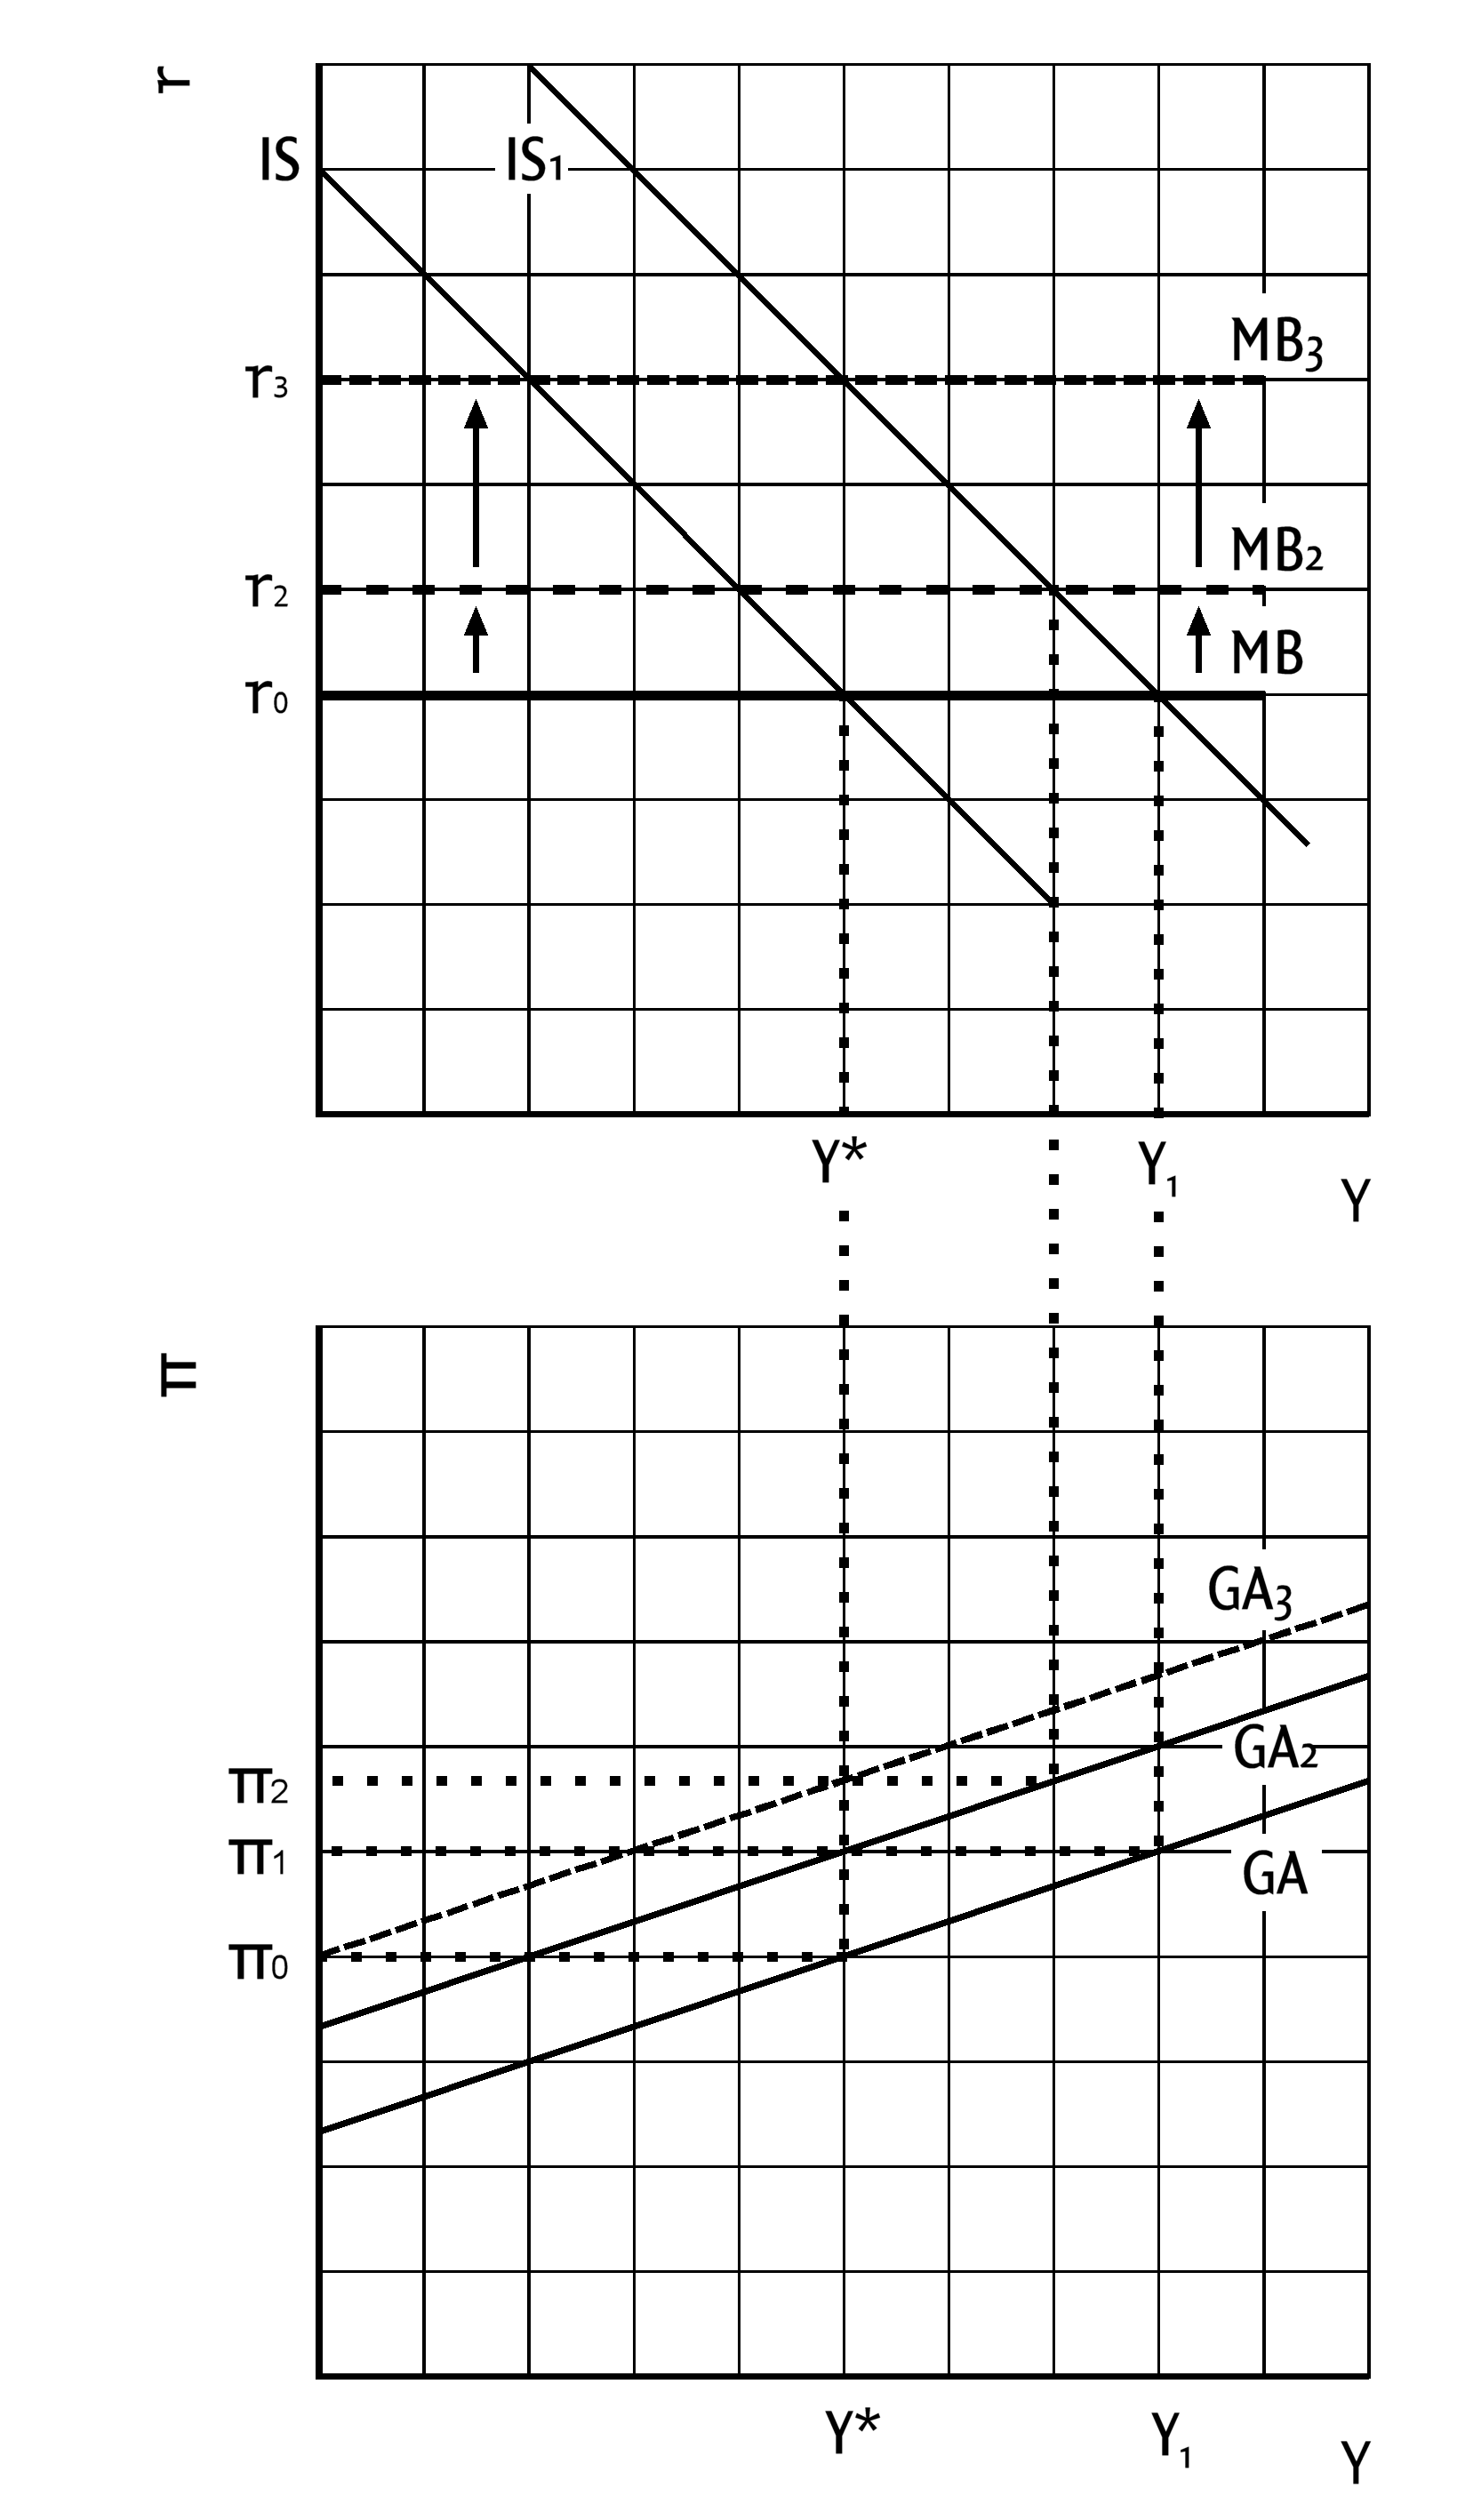 r
IS IS₁
MB₃
r₃
MB₂
r₂
MB
r₀
Y* Y₁
Y
π
GA₃
GA₂
π₂
π₁
GA
π₀
Y* Y₁
Y